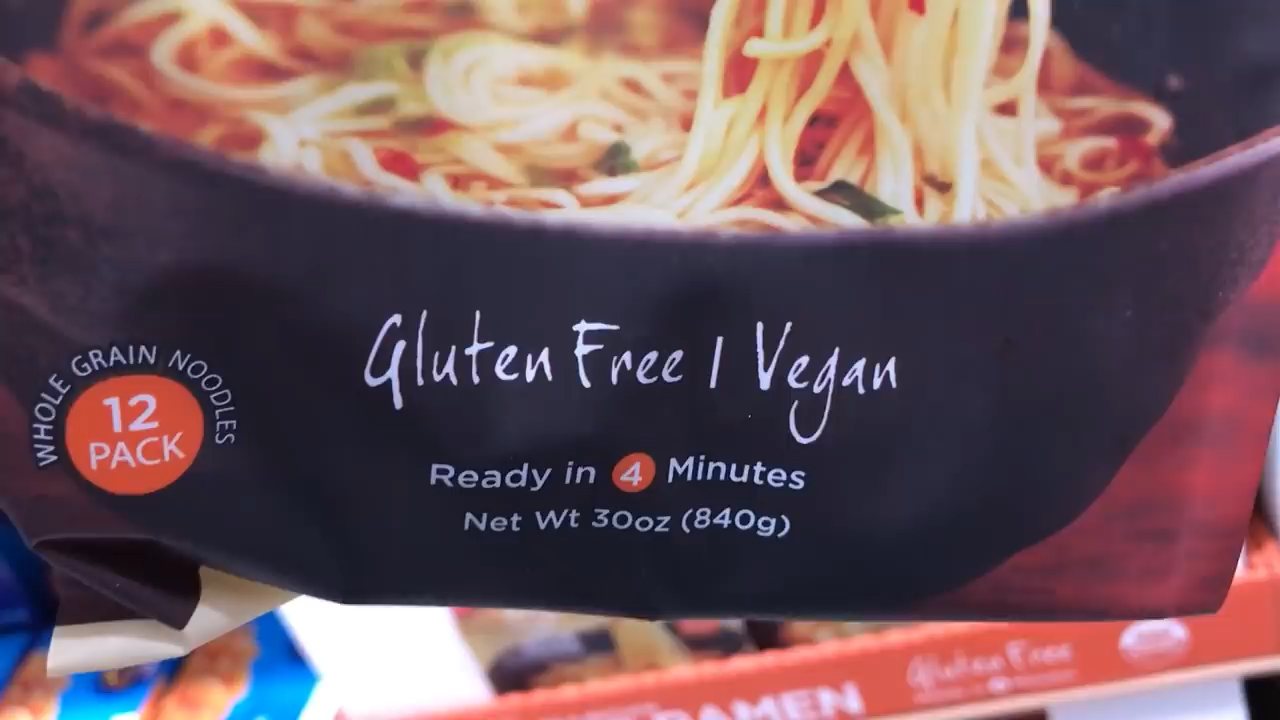 Gluten Free | Vegan
WHOLE GRAIN NOODLES
12
PACK
Ready in 4 Minutes
Net Wt 30oz (840g)
Gluten Free
RAMEN